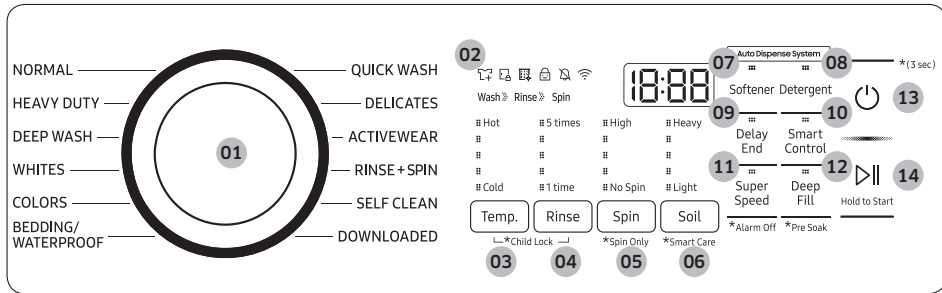 NORMAL
HEAVY DUTY
DEEP WASH
WHITES
COLORS
BEDDING/
WATERPROOF
01
QUICK WASH
DELICATES
ACTIVEWEAR
RINSE+SPIN
SELF CLEAN
DOWNLOADED
02
Wash》 Rinse》 Spin
18:88
Hot
Cold
5 times
1 time
High
No Spin
Heavy
Light
Temp.
Rinse
Spin
Soil
*Child Lock
*Spin Only
*Smart Care
03
04
05
06
Auto Dispense System
07
08
Softener
Detergent
09
10
Delay
End
Smart
Control
11
12
Super
Speed
Deep
Fill
*Alarm Off
*Pre Soak
*(3 sec)
13
14
Hold to Start